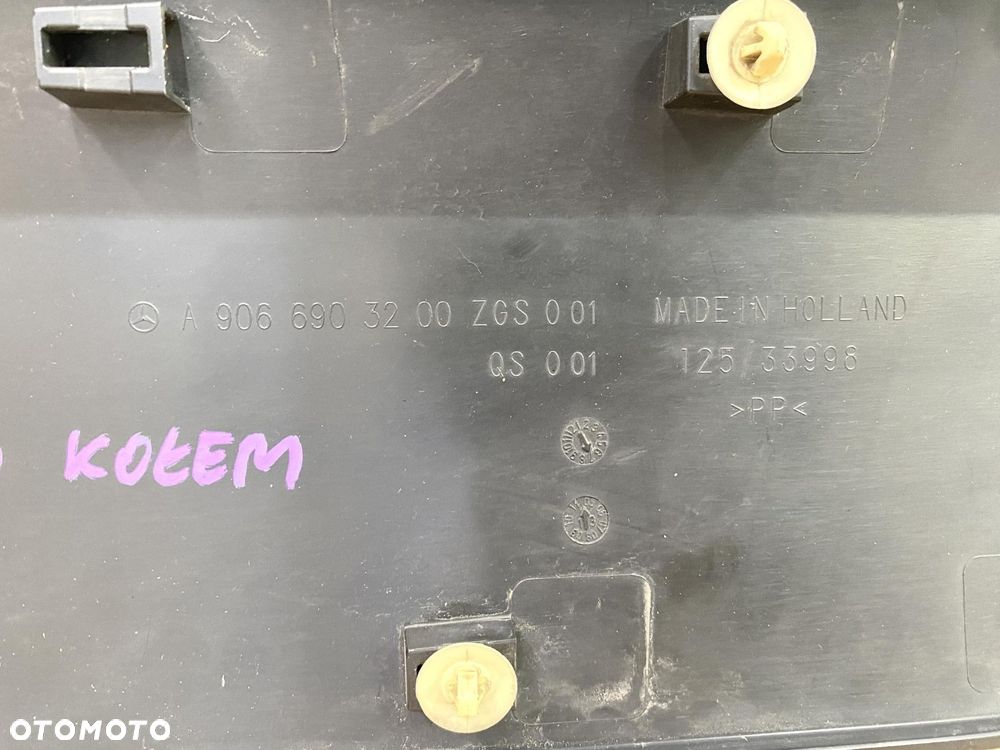 A 906 690 32 00 ZGS 001 MADE IN HOLLAND
QS 001 125/33998
>PP<
KOŁEM
OTOMOTO